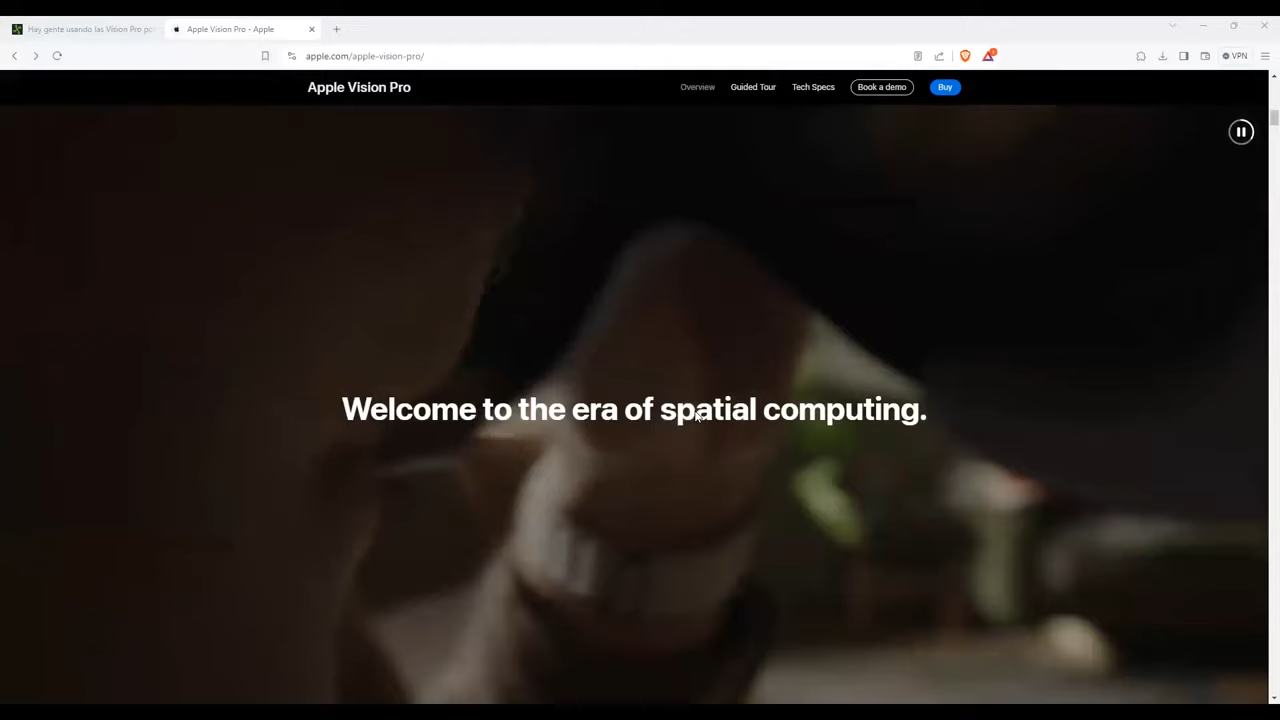 Hay gente usando las Vision Pro po
Apple Vision Pro - Apple
apple.com/apple-vision-pro/
VPN
Apple Vision Pro
Overview
Guided Tour
Tech Specs
Book a demo
Buy
Welcome to the era of spatial computing.